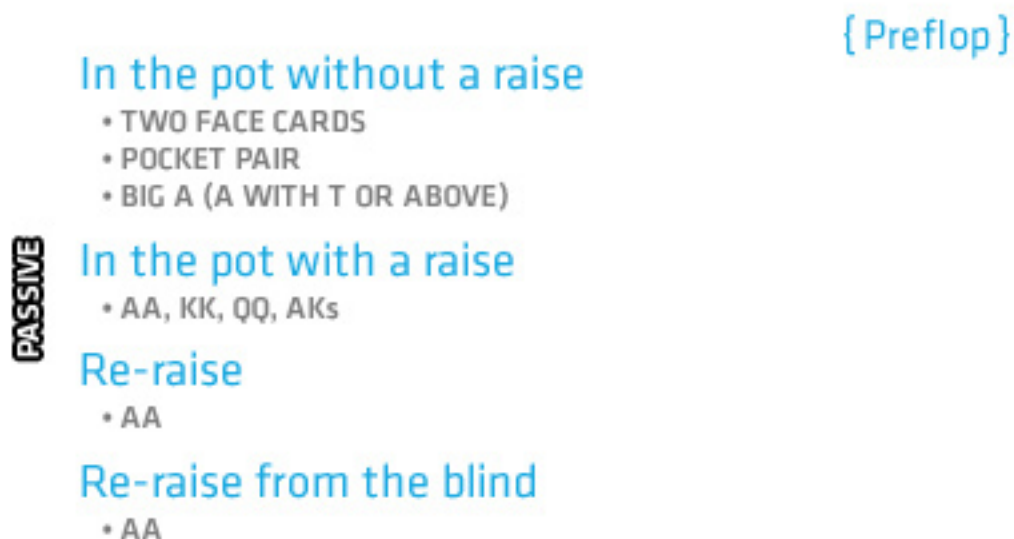 { Preflop }
In the pot without a raise
• TWO FACE CARDS
• POCKET PAIR
• BIG A (A WITH T OR ABOVE)
PASSIVE
In the pot with a raise
• AA, KK, QQ, AKs
Re-raise
• AA
Re-raise from the blind
• AA